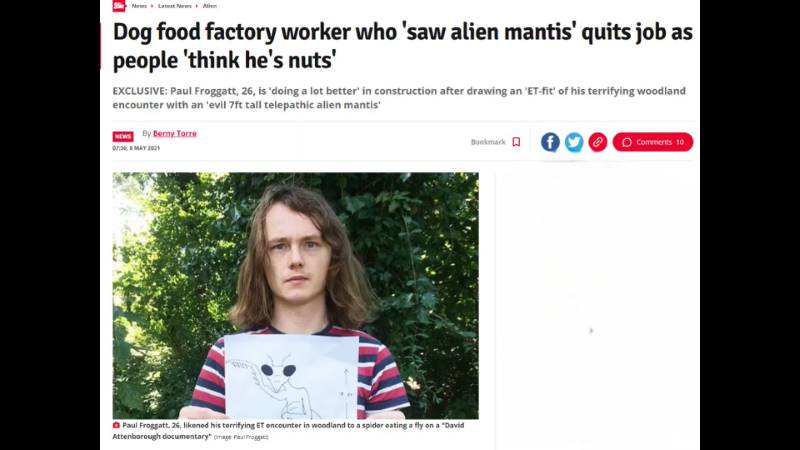 News Latest News Alien
Dog food factory worker who 'saw alien mantis' quits job as
people 'think he's nuts'
EXCLUSIVE: Paul Froggatt, 26, is 'doing a lot better' in construction after drawing an 'ET-fit' of his terrifying woodland
encounter with an 'evil 7ft tall telepathic alien mantis'
NEWS By Berny Torre
07:36, 8 MAY 2021
Bookmark
Comments 10
Paul Froggatt, 26, likened his terrifying ET encounter in woodland to a spider eating a fly on a "David
Attenborough documentary" (Image: Paul Froggatt)